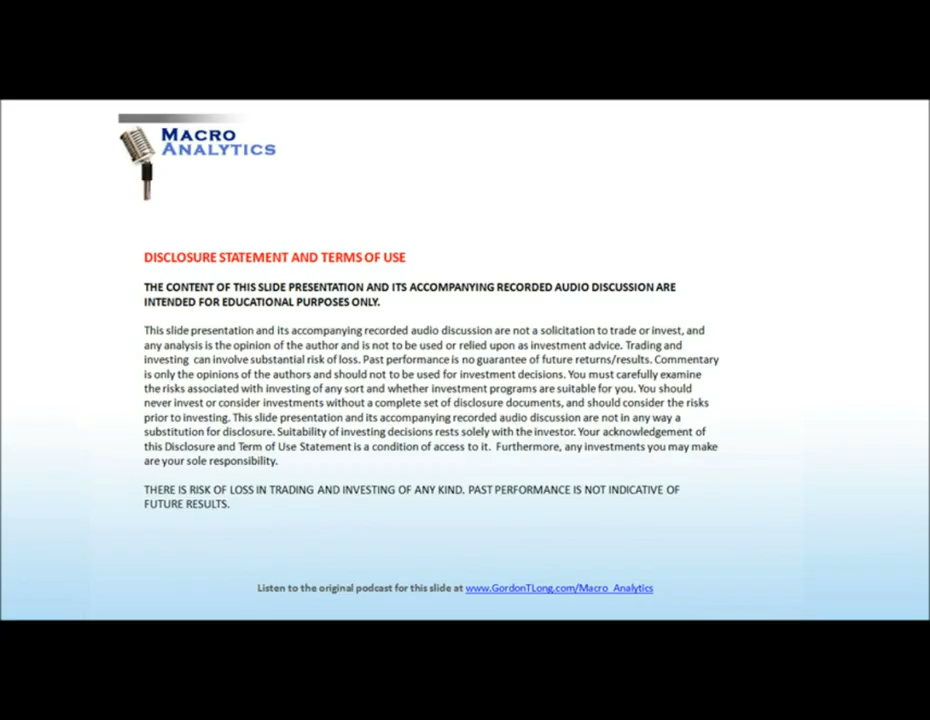 MACRO
ANALYTICS
DISCLOSURE STATEMENT AND TERMS OF USE
THE CONTENT OF THIS SLIDE PRESENTATION AND ITS ACCOMPANYING RECORDED AUDIO DISCUSSION ARE
INTENDED FOR EDUCATIONAL PURPOSES ONLY.
This slide presentation and its accompanying recorded audio discussion are not a solicitation to trade or invest, and
any analysis is the opinion of the author and is not to be used or relied upon as investment advice. Trading and
investing can involve substantial risk of loss. Past performance is no guarantee of future returns/results. Commentary
is only the opinions of the authors and should not to be used for investment decisions. You must carefully examine
the risks associated with investing of any sort and whether investment programs are suitable for you. You should
never invest or consider investments without a complete set of disclosure documents, and should consider the risks
prior to investing. This slide presentation and its accompanying recorded audio discussion are not in any way a
substitution for disclosure. Suitability of investing decisions rests solely with the investor. Your acknowledgement of
this Disclosure and Term of Use Statement is a condition of access to it. Furthermore, any investments you may make
are your sole responsibility.
THERE IS RISK OF LOSS IN TRADING AND INVESTING OF ANY KIND. PAST PERFORMANCE IS NOT INDICATIVE OF
FUTURE RESULTS.
Listen to the original podcast for this slide at www.GordonTLong.com/Macro_Analytics